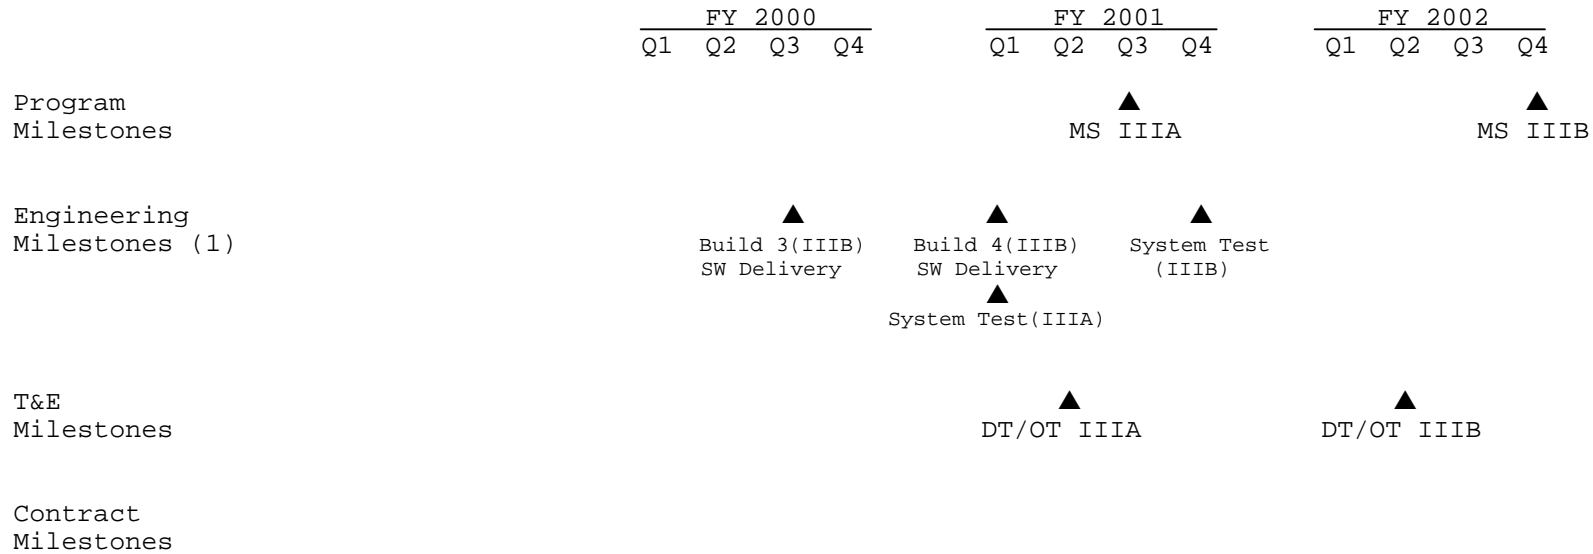 FY 2000 FY 2001 FY 2002
Q1 Q2 Q3 Q4 Q1 Q2 Q3 Q4 Q1 Q2 Q3 Q4
Program
Milestones MS IIIA MS IIIB
Engineering
Milestones (1) Build 3(IIIB) Build 4(IIIB) System Test
SW Delivery SW Delivery (IIIB)
System Test(IIIA)
T&E
Milestones DT/OT IIIA DT/OT IIIB
Contract
Milestones